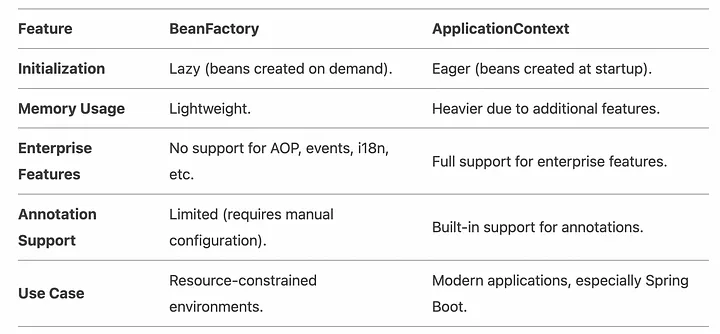 Feature BeanFactory ApplicationContext
Initialization Lazy (beans created on demand). Eager (beans created at startup).
Memory Usage Lightweight. Heavier due to additional features.
Enterprise Features No support for AOP, events, i18n, etc. Full support for enterprise features.
Annotation Support Limited (requires manual configuration). Built-in support for annotations.
Use Case Resource-constrained environments. Modern applications, especially Spring Boot.